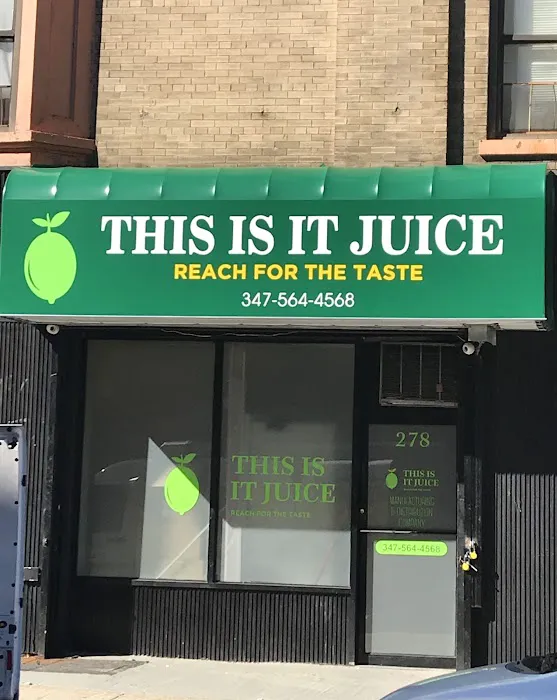 THIS IS IT JUICE
REACH FOR THE TASTE
347-564-4568
THIS IS
IT JUICE
REACH FOR THE TASTE
278
THIS IS
IT JUICE
MANUFACTURING
& DISTRIBUTION
COMPANY
347-564-4568